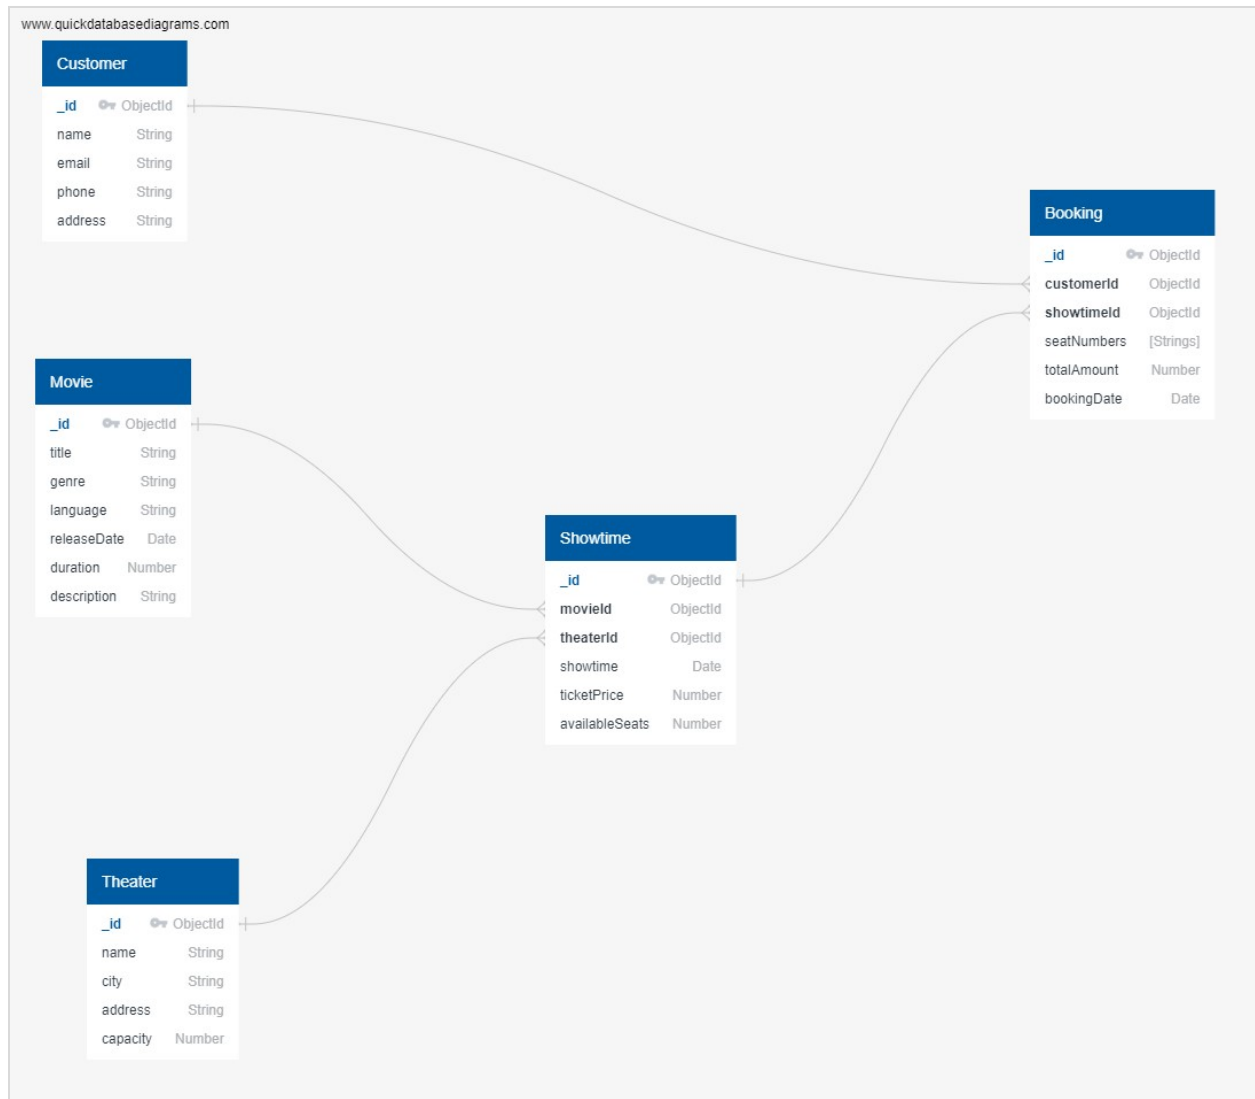 www.quickdatabasediagrams.com
Customer
_id ObjectId
name String
email String
phone String
address String
Booking
_id ObjectId
customerId ObjectId
showtimeId ObjectId
seatNumbers [Strings]
totalAmount Number
bookingDate Date
Movie
_id ObjectId
title String
genre String
language String
releaseDate Date
duration Number
description String
Showtime
_id ObjectId
movieId ObjectId
theaterId ObjectId
showtime Date
ticketPrice Number
availableSeats Number
Theater
_id ObjectId
name String
city String
address String
capacity Number